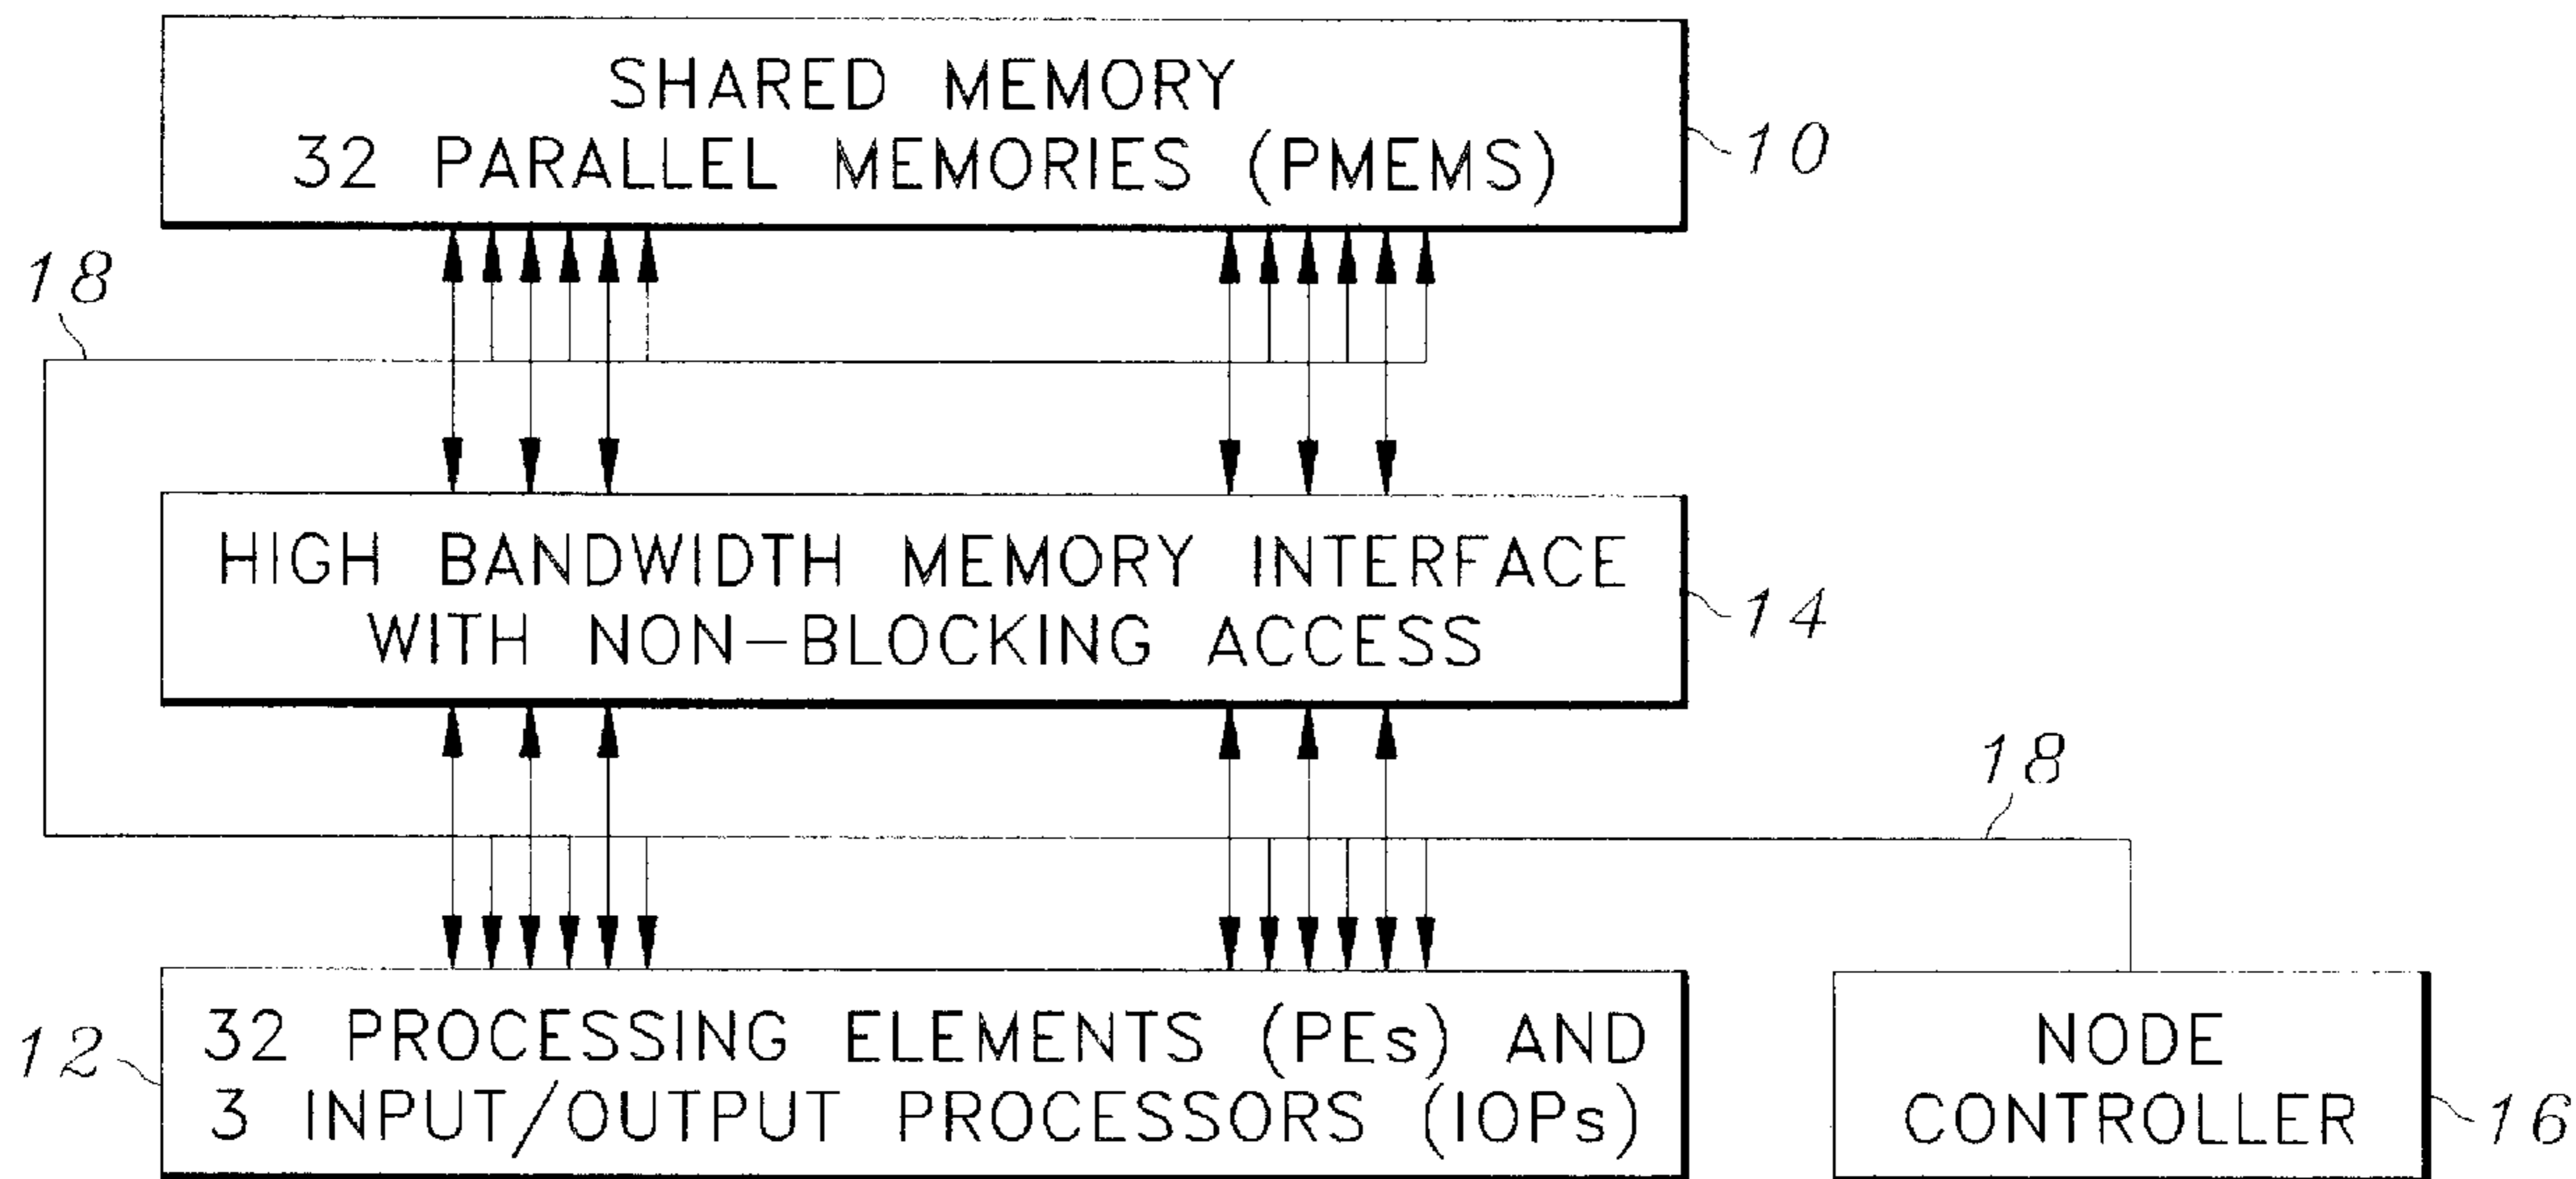 SHARED MEMORY
32 PARALLEL MEMORIES (PMEMS)
10
18
HIGH BANDWIDTH MEMORY INTERFACE
WITH NON-BLOCKING ACCESS
14
18
12
32 PROCESSING ELEMENTS (PEs) AND
3 INPUT/OUTPUT PROCESSORS (IOPs)
NODE
CONTROLLER
16